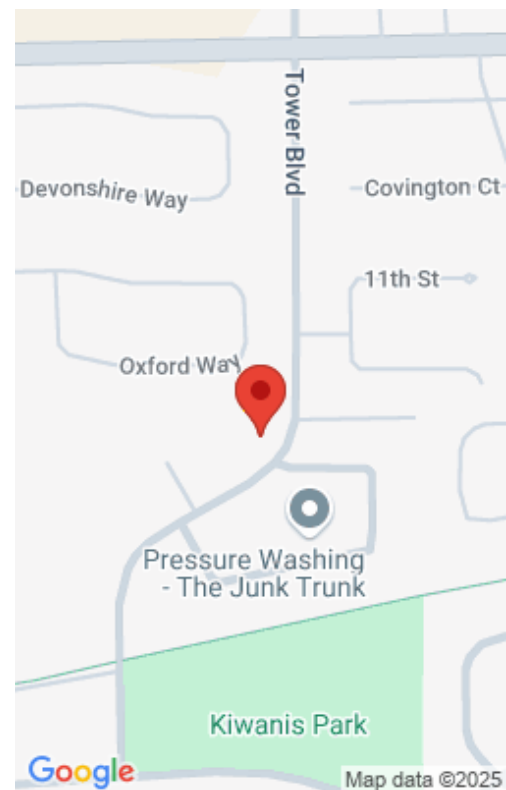 Tower Blvd
Devonshire Way
Covington Ct
11th St
Oxford Way
Pressure Washing
- The Junk Trunk
Kiwanis Park
Google
Map data ©2025